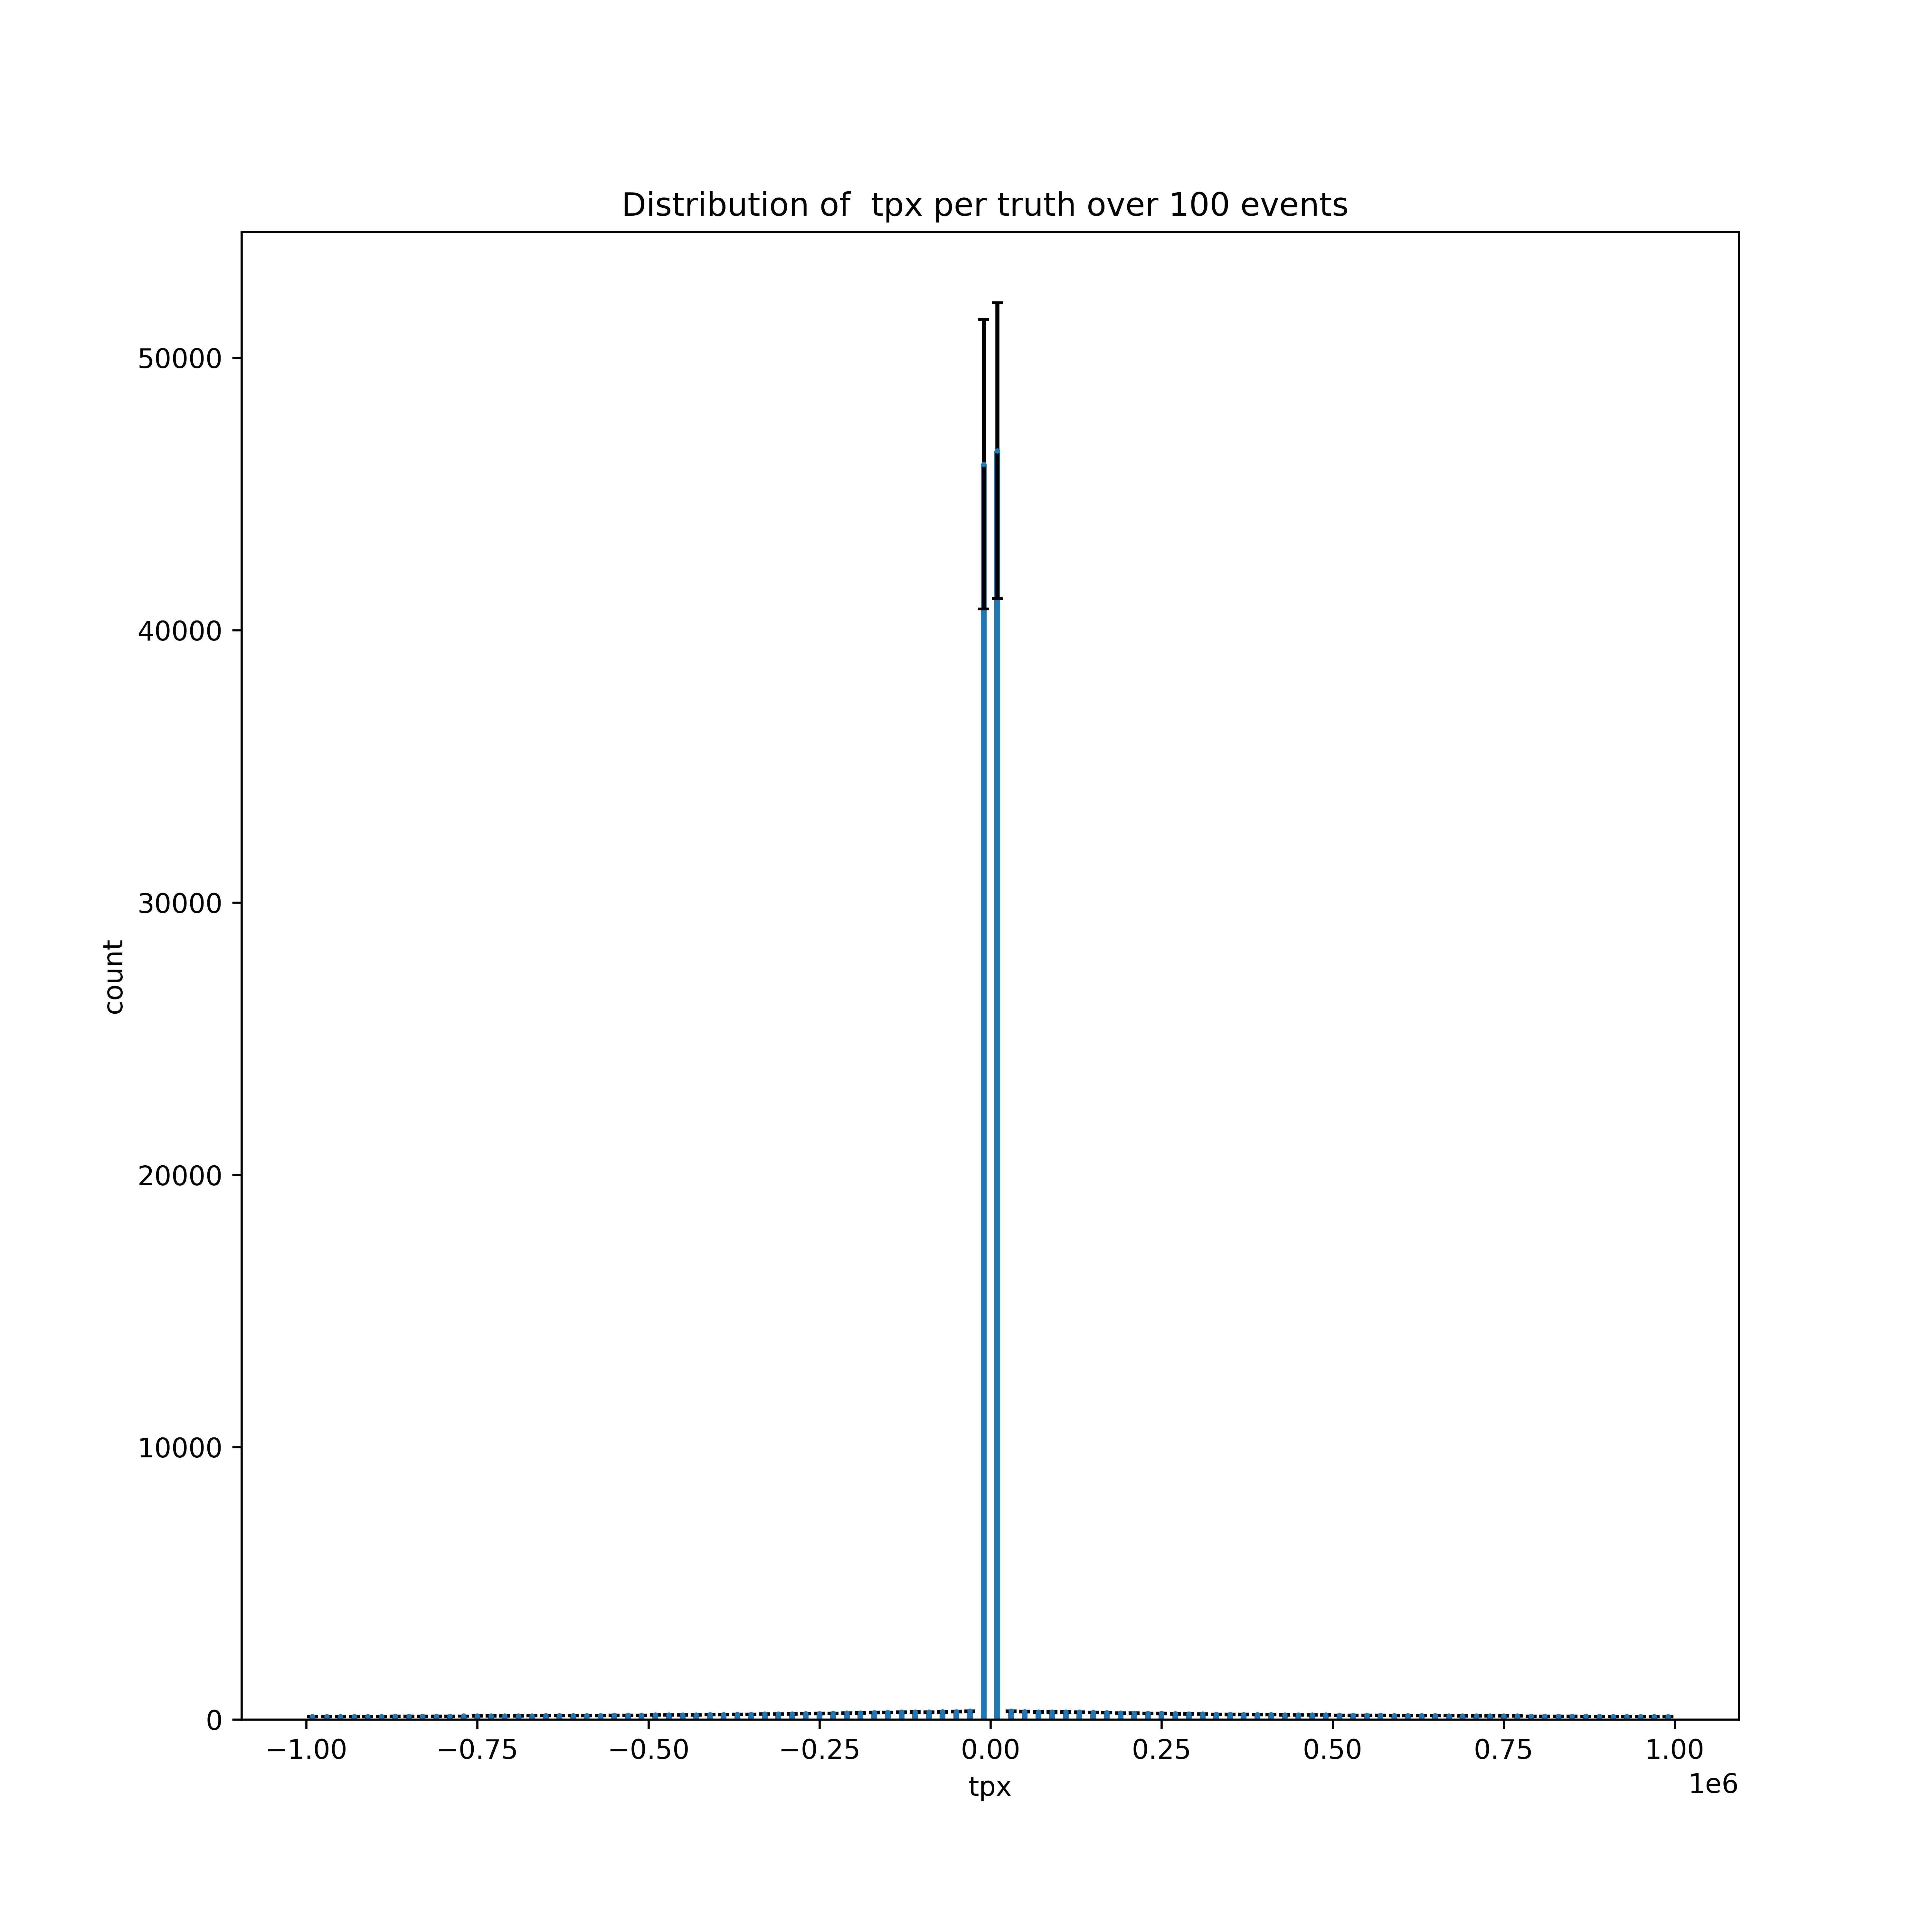 Distribution of  tpx per truth over 100 events
50000
40000
30000
20000
10000
0
count
−1.00 −0.75 −0.50 −0.25 0.00 0.25 0.50 0.75 1.00
tpx
1e6